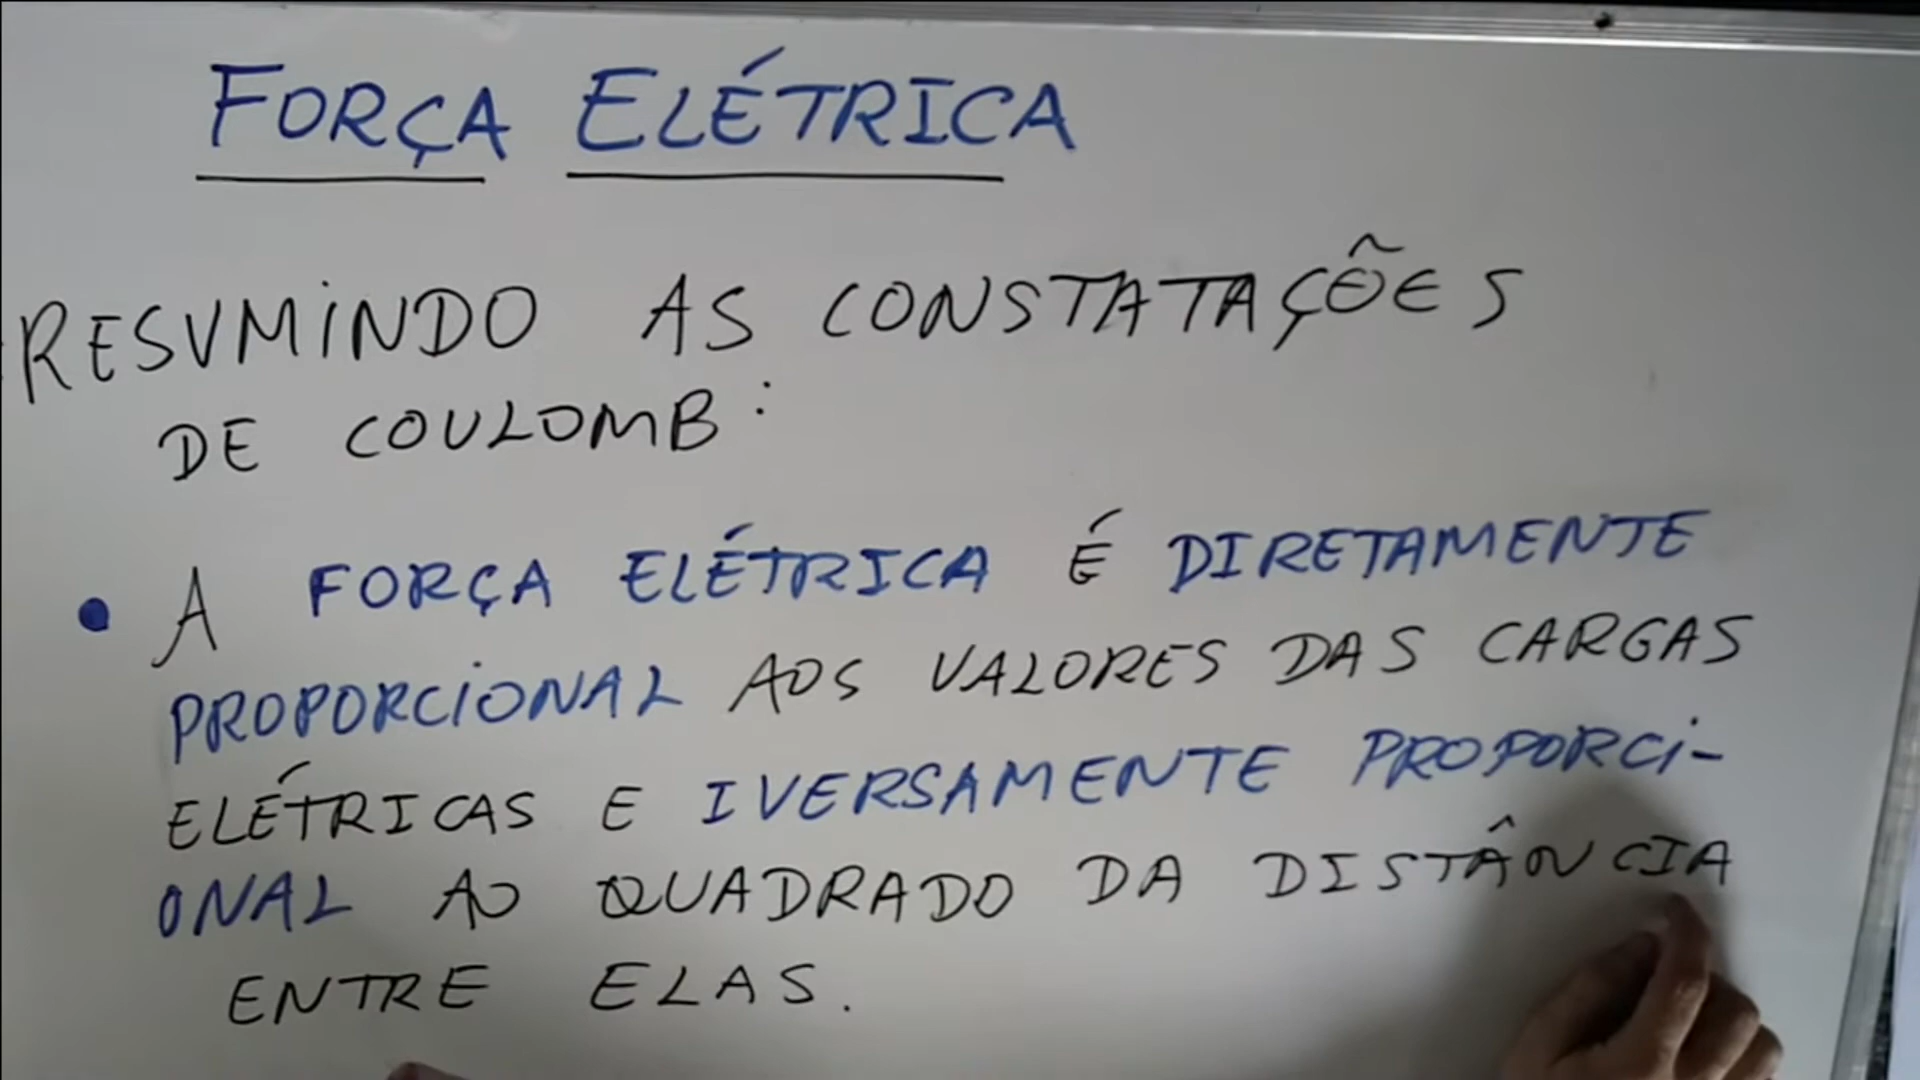 FORÇA ELÉTRICA
RESUMINDO AS CONSTATAÇÕES
DE COULOMB:
• A FORÇA ELÉTRICA É DIRETAMENTE
PROPORCIONAL AOS VALORES DAS CARGAS
ELÉTRICAS E IVERSAMENTE PROPORCI-
ONAL AO QUADRADO DA DISTÂNCIA
ENTRE ELAS.